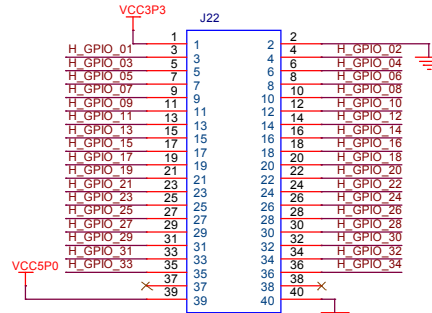 VCC3P3
J22
1 1 2 2
H_GPIO_01 3 3 4 4 H_GPIO_02
H_GPIO_03 5 5 6 6 H_GPIO_04
H_GPIO_05 7 7 8 8 H_GPIO_06
H_GPIO_07 9 9 10 10 H_GPIO_08
H_GPIO_09 11 11 12 12 H_GPIO_10
H_GPIO_11 13 13 14 14 H_GPIO_12
H_GPIO_13 15 15 16 16 H_GPIO_14
H_GPIO_15 17 17 18 18 H_GPIO_16
H_GPIO_17 19 19 20 20 H_GPIO_18
H_GPIO_19 21 21 22 22 H_GPIO_20
H_GPIO_21 23 23 24 24 H_GPIO_22
H_GPIO_23 25 25 26 26 H_GPIO_24
H_GPIO_25 27 27 28 28 H_GPIO_26
H_GPIO_27 29 29 30 30 H_GPIO_28
H_GPIO_29 31 31 32 32 H_GPIO_30
H_GPIO_31 33 33 34 34 H_GPIO_32
H_GPIO_33 35 35 36 36 H_GPIO_34
VCC5P0
37 37 38 38
39 39 40 40